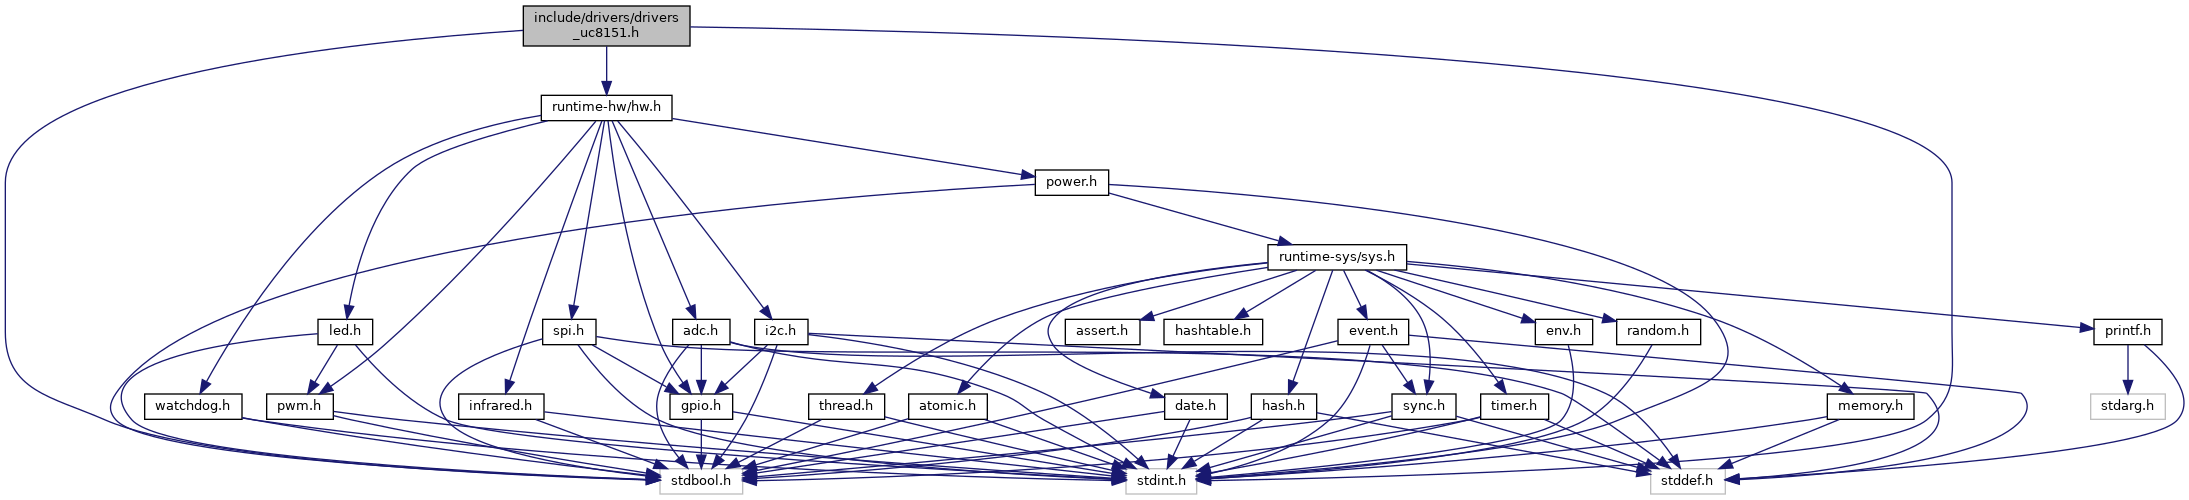 include/drivers/drivers
_uc8151.h
runtime-hw/hw.h
power.h
runtime-sys/sys.h
led.h
spi.h
adc.h
i2c.h
assert.h
hashtable.h
event.h
env.h
random.h
printf.h
watchdog.h
pwm.h
infrared.h
gpio.h
thread.h
atomic.h
date.h
hash.h
sync.h
timer.h
memory.h
stdarg.h
stdbool.h
stdint.h
stddef.h